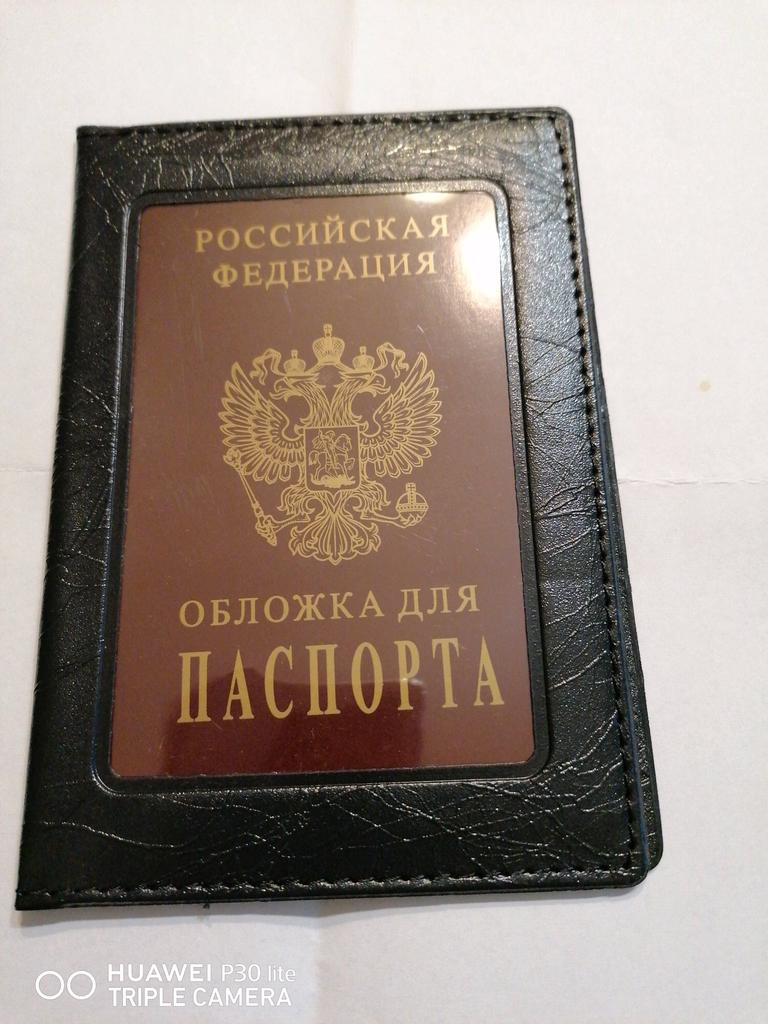 РОССИЙСКАЯ
ФЕДЕРАЦИЯ
ОБЛОЖКА ДЛЯ
ПАСПОРТА
HUAWEI P30 lite
TRIPLE CAMERA